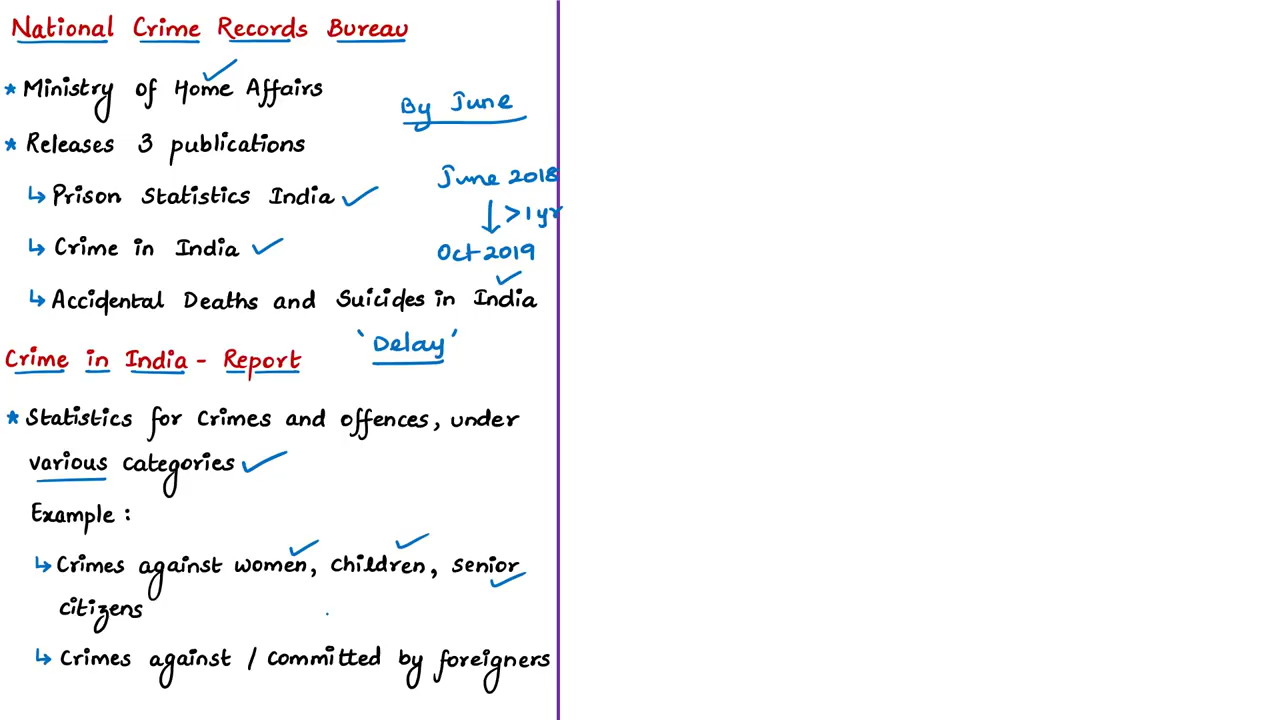 National Crime Records Bureau
* Ministry of Home Affairs
By June
* Releases 3 publications
June 2018
↳ Prison Statistics India
> 1 yr
↳ Crime in India
Oct 2019
↳ Accidental Deaths and Suicides in India
'Delay'
Crime in India - Report
* Statistics for Crimes and offences, under
various categories
Example :
↳ Crimes against women, children, senior
citizens
↳ Crimes against / committed by foreigners